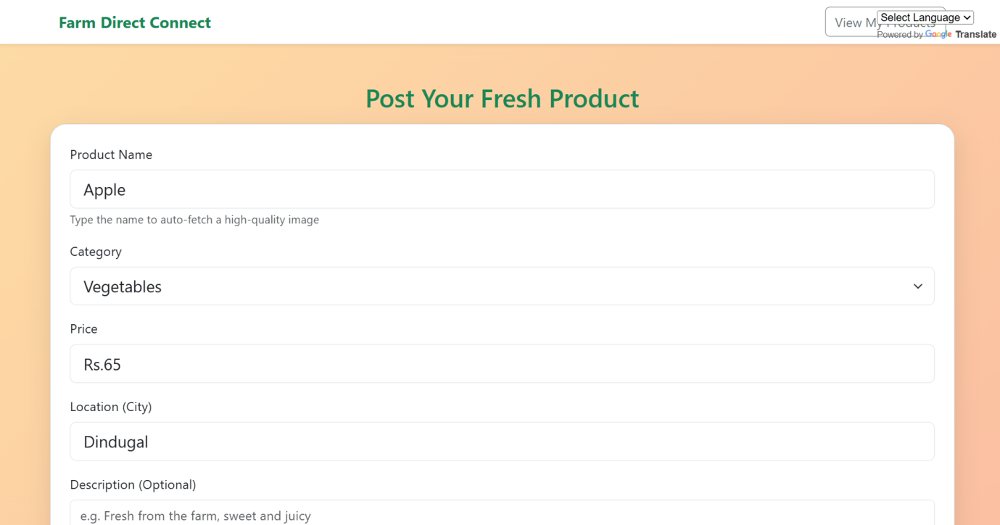 Farm Direct Connect
View My Products
Select Language
Powered by Google Translate
Post Your Fresh Product
Product Name
Apple
Type the name to auto-fetch a high-quality image
Category
Vegetables
Price
Rs.65
Location (City)
Dindugal
Description (Optional)
e.g. Fresh from the farm, sweet and juicy